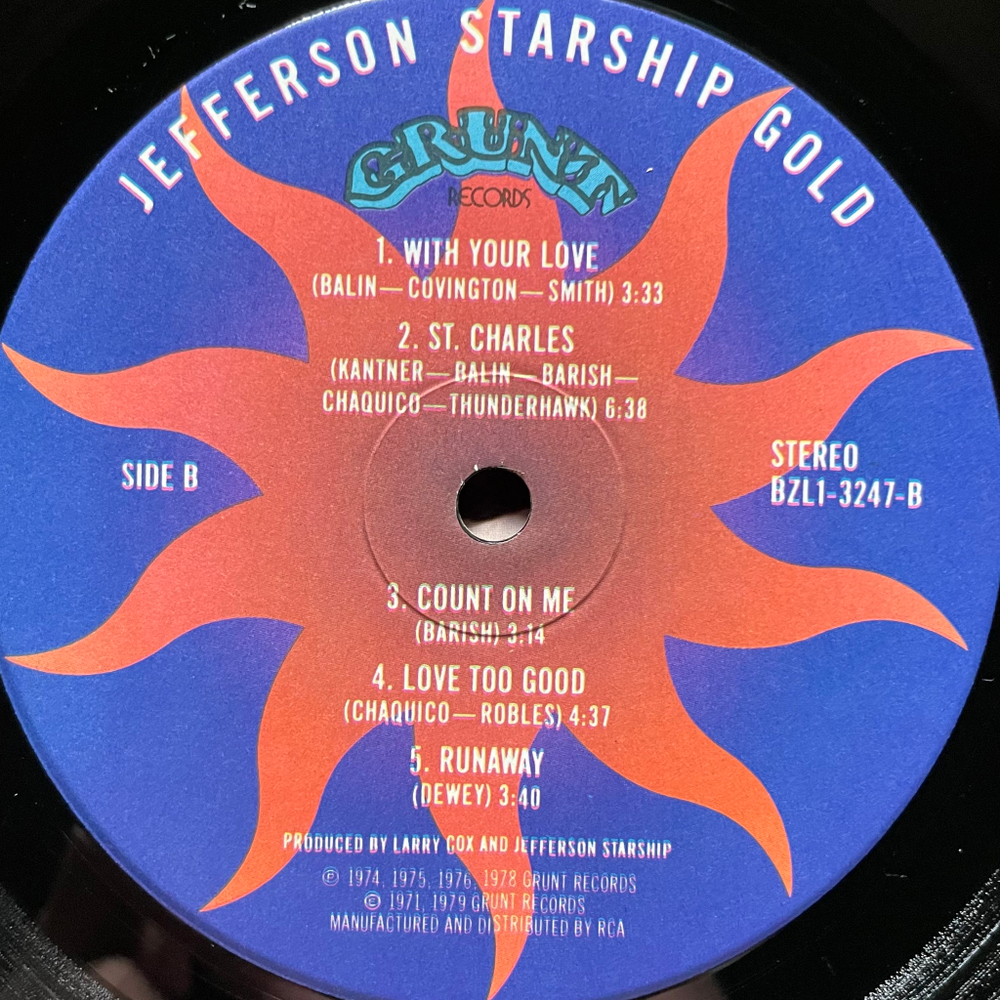 JEFFERSON STARSHIP GOLD
GRUNT
RECORDS
1. WITH YOUR LOVE
(BALIN—COVINGTON—SMITH) 3:33
2. ST. CHARLES
(KANTNER—BALIN—BARISH—
CHAQUICO—THUNDERHAWK) 6:38
SIDE B
STEREO
BZL1-3247-B
3. COUNT ON ME
(BARISH) 3:14
4. LOVE TOO GOOD
(CHAQUICO—ROBLES) 4:37
5. RUNAWAY
(DEWEY) 3:40
PRODUCED BY LARRY COX AND JEFFERSON STARSHIP
℗ 1974, 1975, 1976, 1978 GRUNT RECORDS
© 1971, 1979 GRUNT RECORDS
MANUFACTURED AND DISTRIBUTED BY RCA